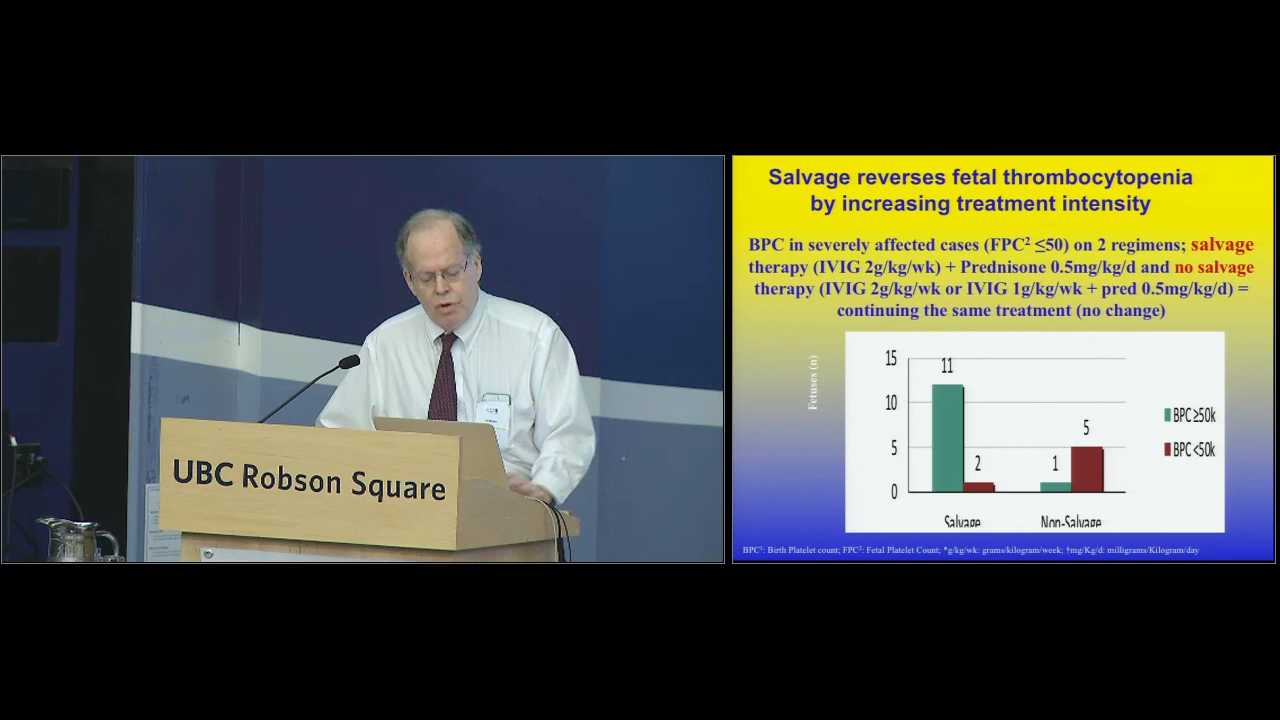 UBC Robson Square
Salvage reverses fetal thrombocytopenia
by increasing treatment intensity
BPC in severely affected cases (FPC² ≤50) on 2 regimens; salvage
therapy (IVIG 2g/kg/wk) + Prednisone 0.5mg/kg/d and no salvage
therapy (IVIG 2g/kg/wk or IVIG 1g/kg/wk + pred 0.5mg/kg/d) =
continuing the same treatment (no change)
Fetuses (n)
15
10
5
0
11
2
1
5
Salvage
Non-Salvage
BPC ≥50k
BPC <50k
BPC¹: Birth Platelet count; FPC²: Fetal Platelet Count; *g/kg/wk: grams/kilogram/week; †mg/Kg/d: milligrams/Kilogram/day